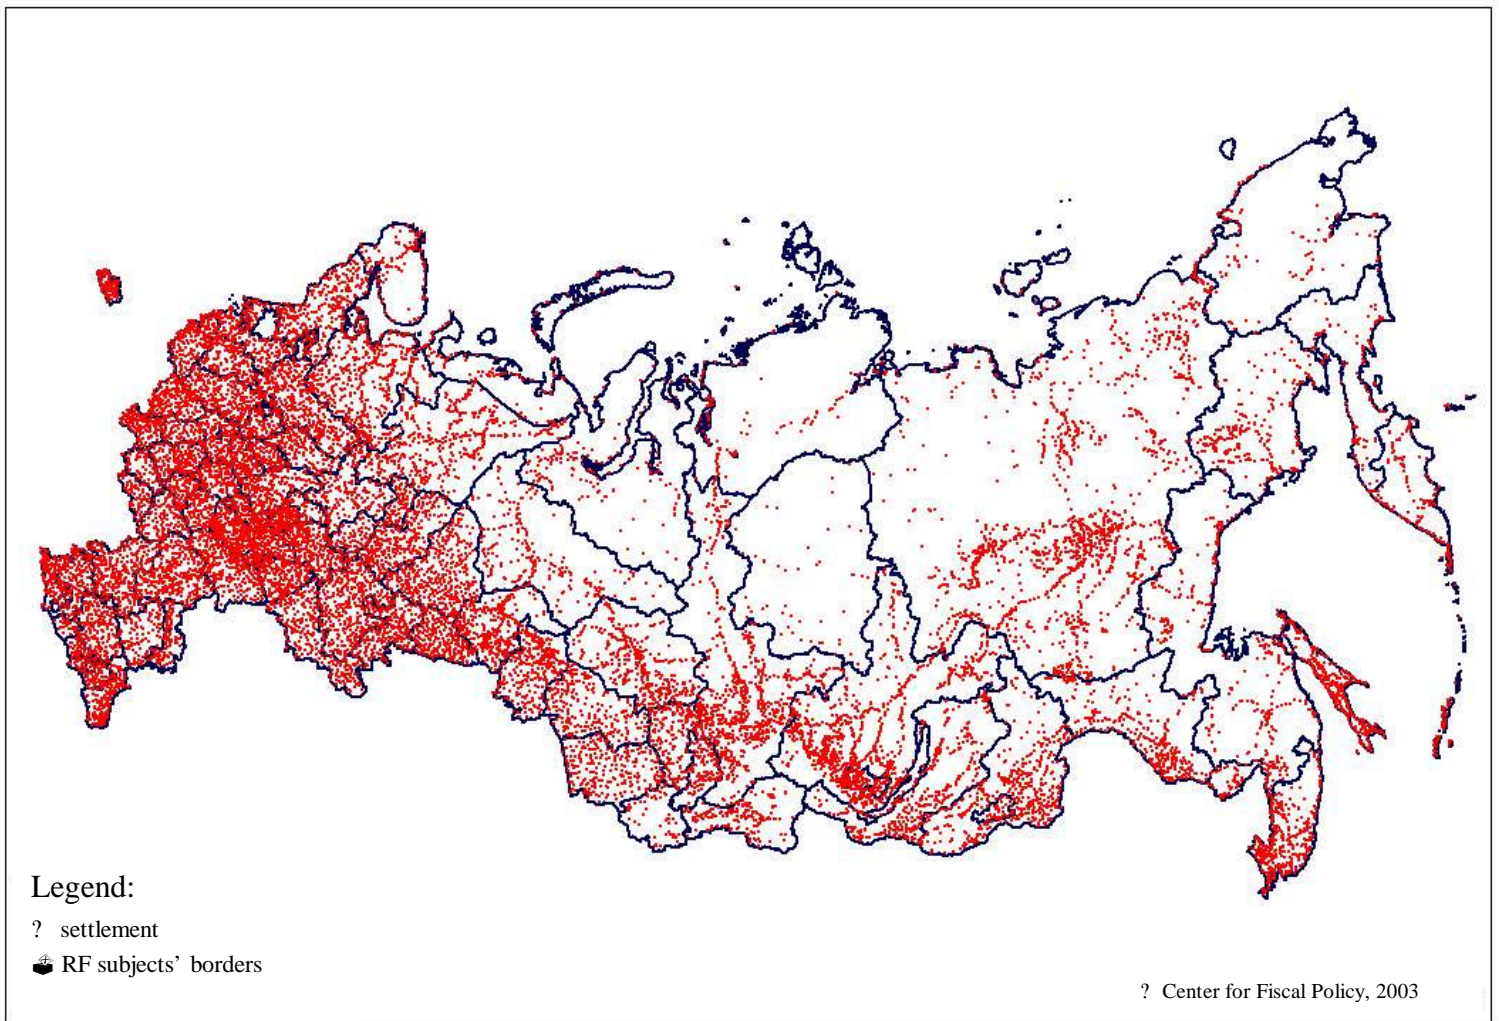 Legend:
? settlement
RF subjects’ borders
? Center for Fiscal Policy, 2003